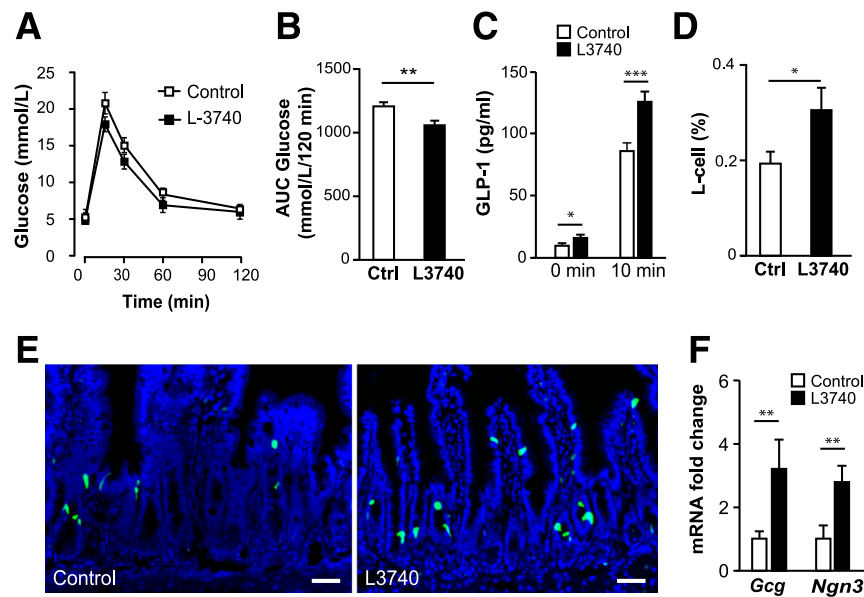 A
Glucose (mmol/L)
25
20
15
10
5
0
0 30 60 90 120
Time (min)
Control
L-3740
B
AUC Glucose
(mmol/L/120 min)
1500
1000
500
0
**
Ctrl L3740
C
Control
L3740
GLP-1 (pg/ml)
150
100
50
0
*
***
0 min 10 min
D
L-cell (%)
0.4
0.2
0
*
Ctrl L3740
E
Control
L3740
F
Control
L3740
mRNA fold change
6
4
2
0
**
**
Gcg Ngn3